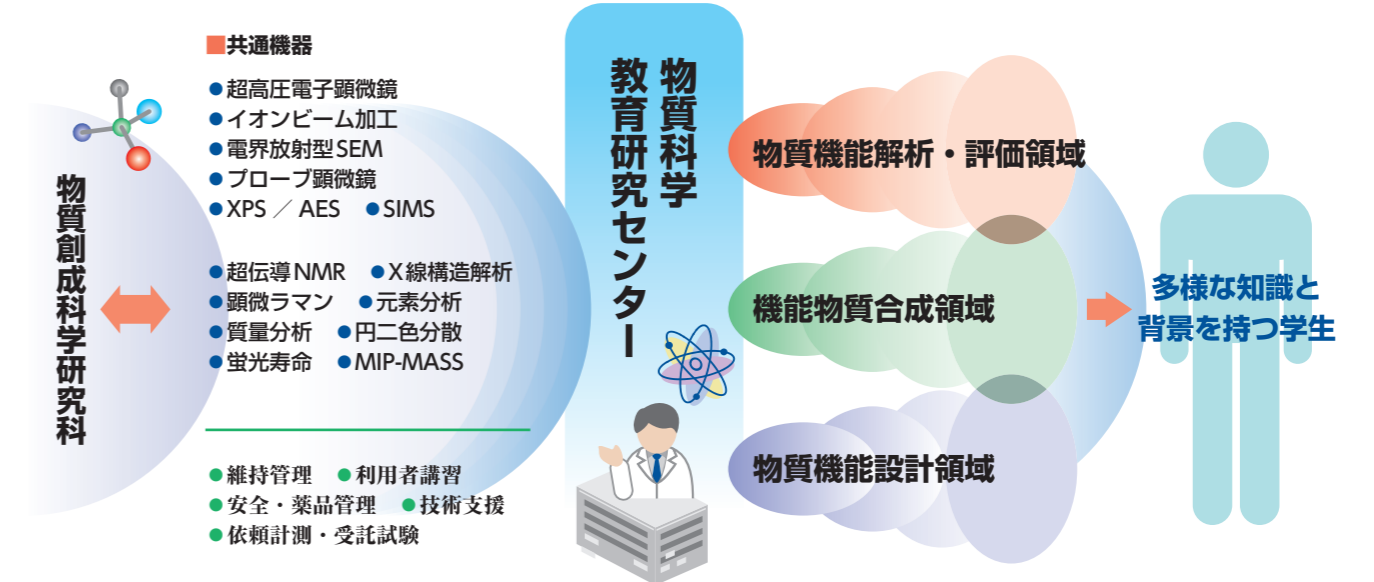 物質創成科学研究科
■共通機器
●超高圧電子顕微鏡
●イオンビーム加工
●電界放射型SEM
●プローブ顕微鏡
●XPS ／ AES ●SIMS
●超伝導NMR ●X線構造解析
●顕微ラマン ●元素分析
●質量分析 ●円二色分散
●蛍光寿命 ●MIP-MASS
●維持管理 ●利用者講習
●安全・薬品管理 ●技術支援
●依頼計測・受託試験
物質科学
教育研究センター
物質機能解析・評価領域
機能物質合成領域
物質機能設計領域
多様な知識と
背景を持つ学生